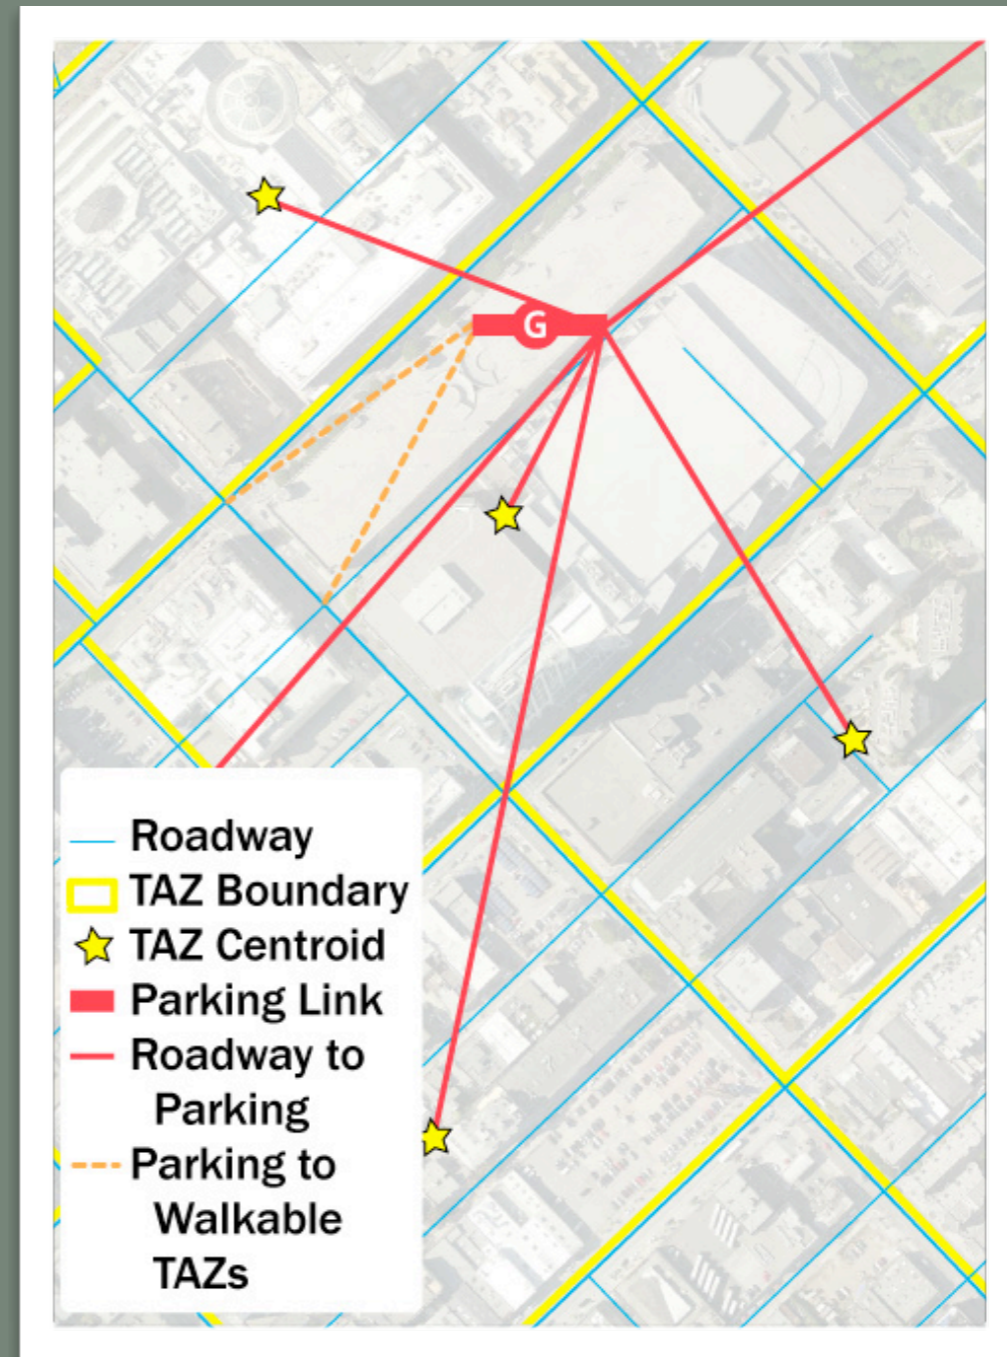 G
Roadway
TAZ Boundary
TAZ Centroid
Parking Link
Roadway to
Parking
Parking to
Walkable
TAZs